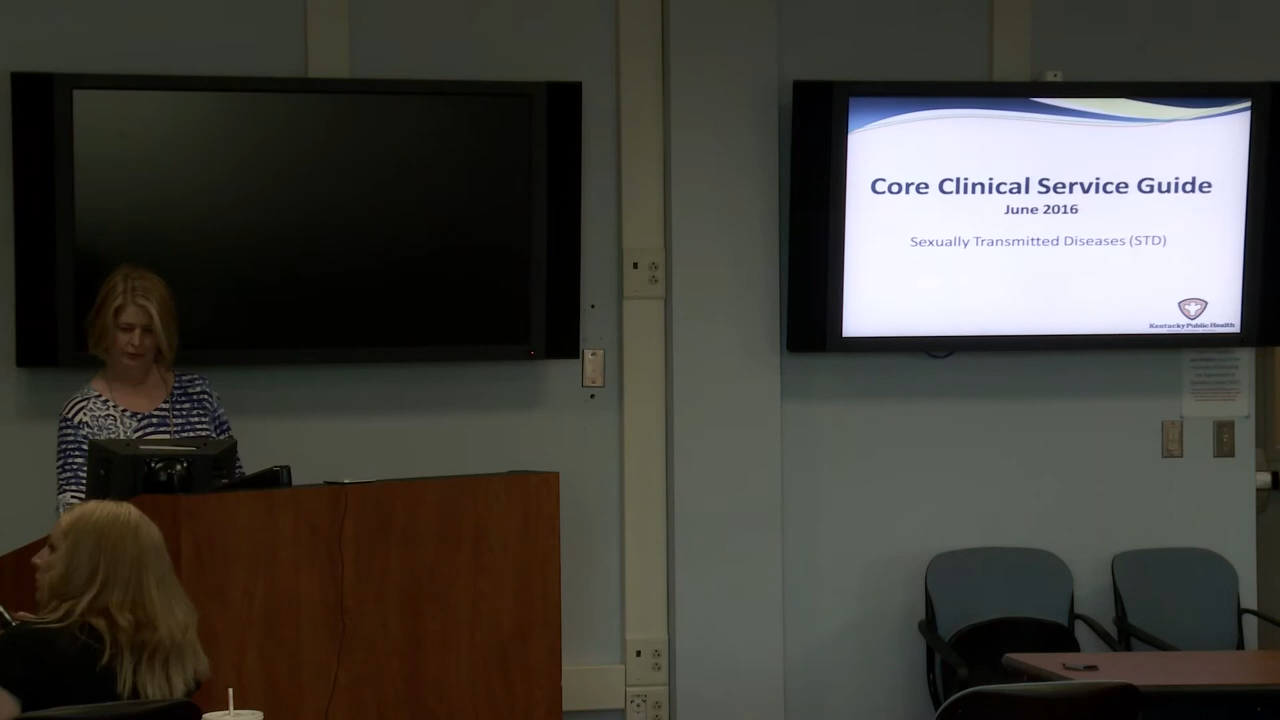 Core Clinical Service Guide
June 2016
Sexually Transmitted Diseases (STD)
Kentucky Public Health